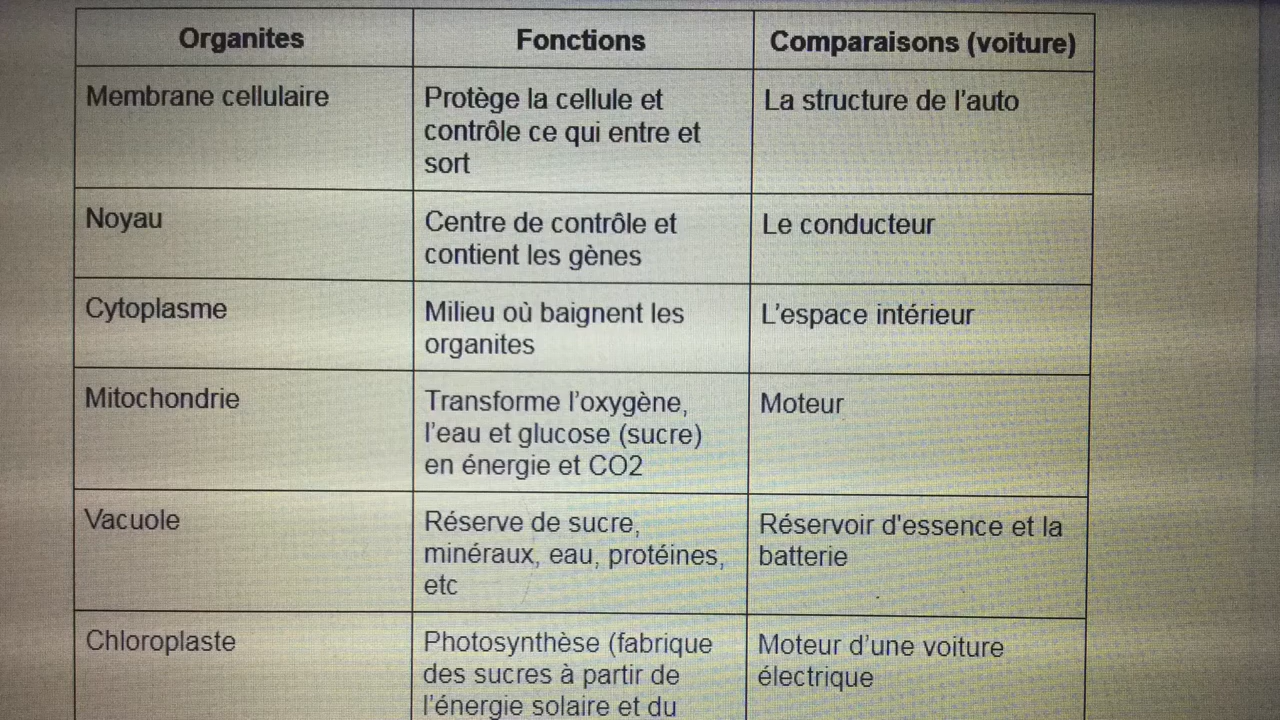 Organites
Fonctions
Comparaisons (voiture)
Membrane cellulaire
Protège la cellule et
contrôle ce qui entre et
sort
La structure de l'auto
Noyau
Centre de contrôle et
contient les gènes
Le conducteur
Cytoplasme
Milieu où baignent les
organites
L'espace intérieur
Mitochondrie
Transforme l'oxygène,
l'eau et glucose (sucre)
en énergie et CO2
Moteur
Vacuole
Réserve de sucre,
minéraux, eau, protéines,
etc
Réservoir d'essence et la
batterie
Chloroplaste
Photosynthèse (fabrique
des sucres à partir de
l'énergie solaire et du
Moteur d'une voiture
électrique